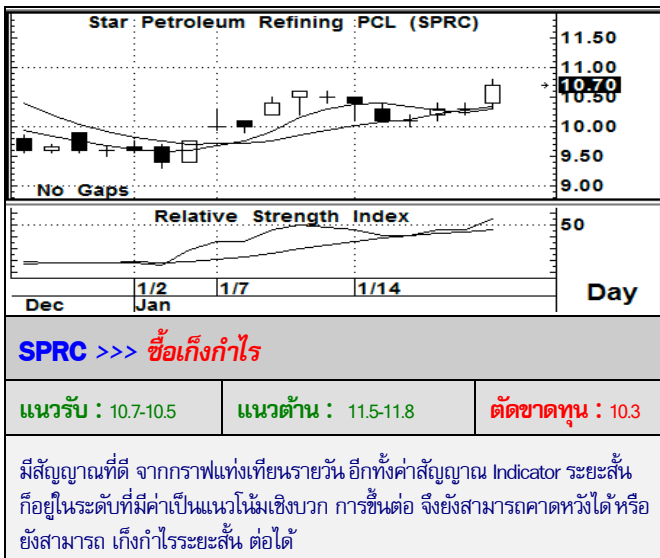 Star Petroleum Refining PCL (SPRC)
11.50
11.00
10.70
10.50
10.00
9.50
9.00
No Gaps
Relative Strength Index
50
1/2 1/7 1/14
Dec Jan Day
SPRC >>> ซื้อเก็งกำไร
แนวรับ : 10.7-10.5 แนวต้าน : 11.5-11.8 ตัดขาดทุน : 10.3
มีสัญญาณที่ดี จากกราฟแท่งเทียนรายวัน อีกทั้งค่าสัญญาณ Indicator ระยะสั้น
ก็อยู่ในระดับที่มีค่าเป็นแนวโน้มเชิงบวก การขึ้นต่อ จึงยังสามารถคาดหวังได้ หรือ
ยังสามารถ เก็งกำไรระยะสั้น ต่อได้